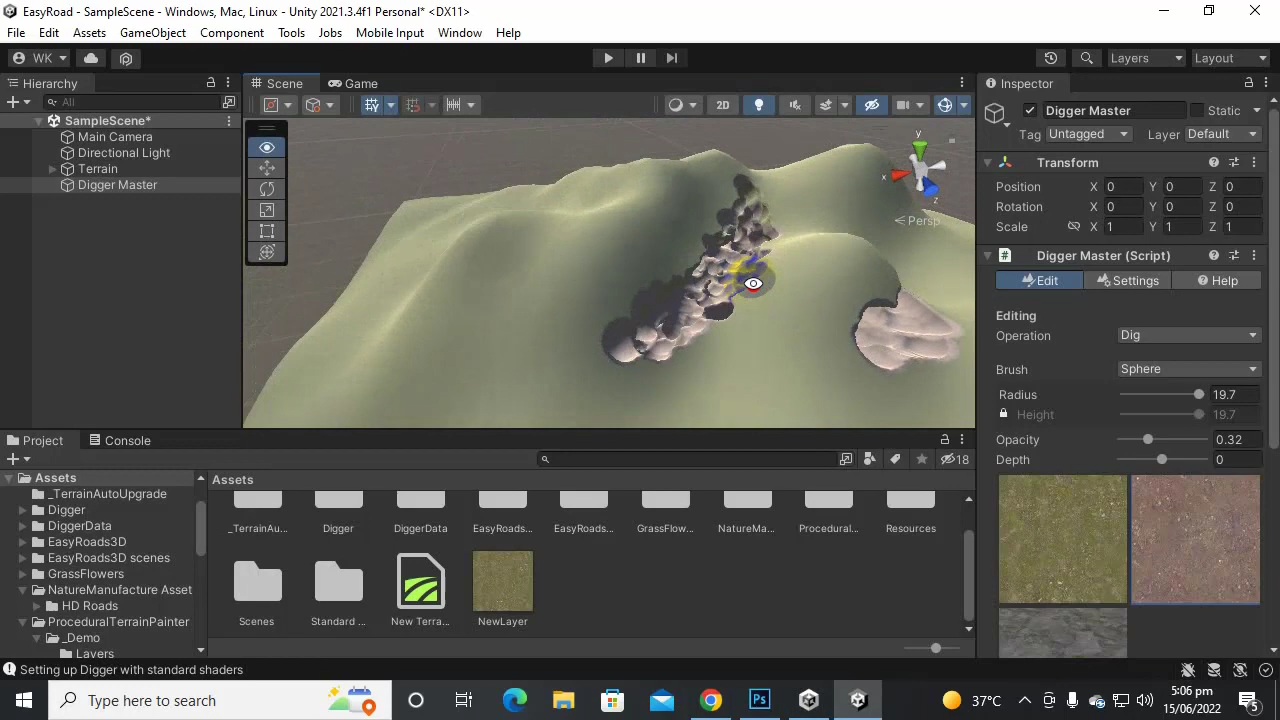 EasyRoad - SampleScene - Windows, Mac, Linux - Unity 2021.3.4f1 Personal* <DX11>
File Edit Assets GameObject Component Tools Jobs Mobile Input Window Help
WK Layers Layout
Hierarchy
All
SampleScene*
Main Camera
Directional Light
Terrain
Digger Master
Scene Game
2D
y
x
z
Persp
Inspector
Digger Master Static
Tag Untagged Layer Default
Transform
Position X 0 Y 0 Z 0
Rotation X 0 Y 0 Z 0
Scale X 1 Y 1 Z 1
Digger Master (Script)
Edit Settings Help
Editing
Operation Dig
Brush Sphere
Radius 19.7
Height 19.7
Opacity 0.32
Depth 0
Project Console
18
Assets
_TerrainAutoUpgrade
Digger
DiggerData
EasyRoads3D
EasyRoads3D scenes
GrassFlowers
NatureManufacture Asset
HD Roads
ProceduralTerrainPainter
_Demo
Layers
Assets
_TerrainAu... Digger DiggerData EasyRoads... EasyRoads... GrassFlow... NatureMa... Procedural... Resources
Scenes Standard ... New Terra... NewLayer
Setting up Digger with standard shaders
Type here to search
Ps
37°C
5:06 pm
15/06/2022
5